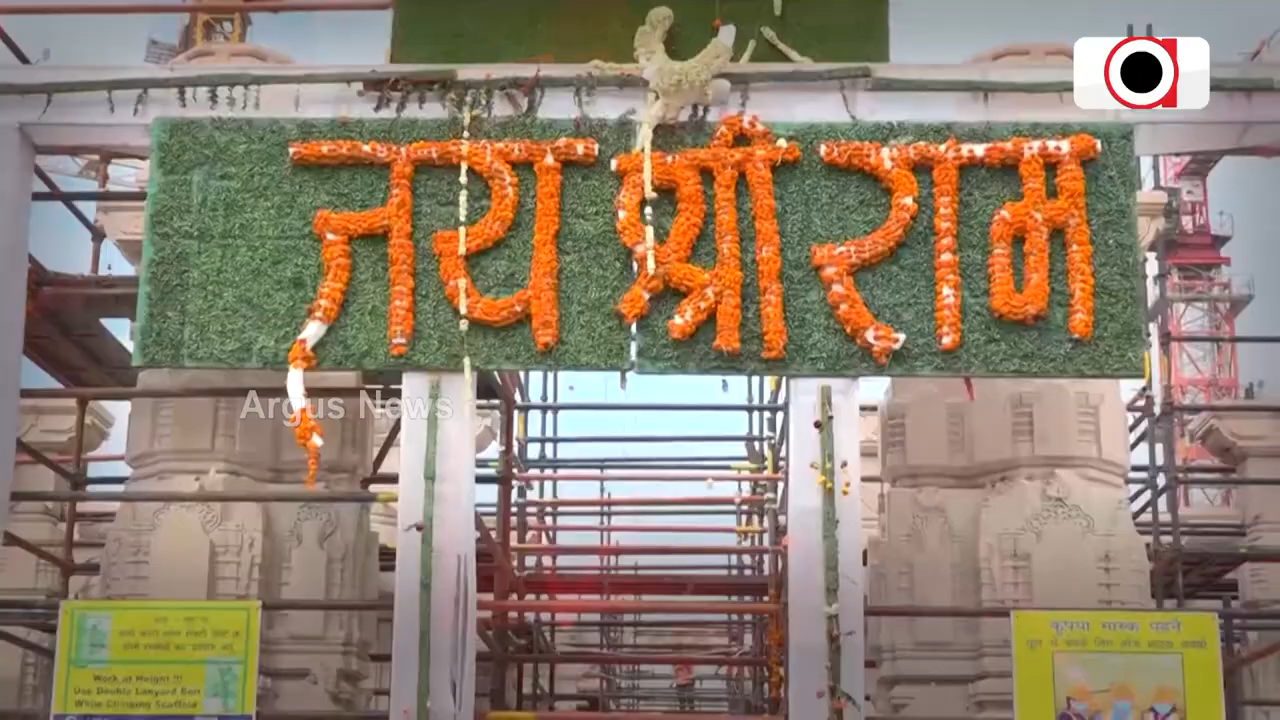 जय श्री राम
Argus News
Work at Height !!!
Use Double Lanyard Belt
While Climbing Scaffold
कृपया मास्क पहनें